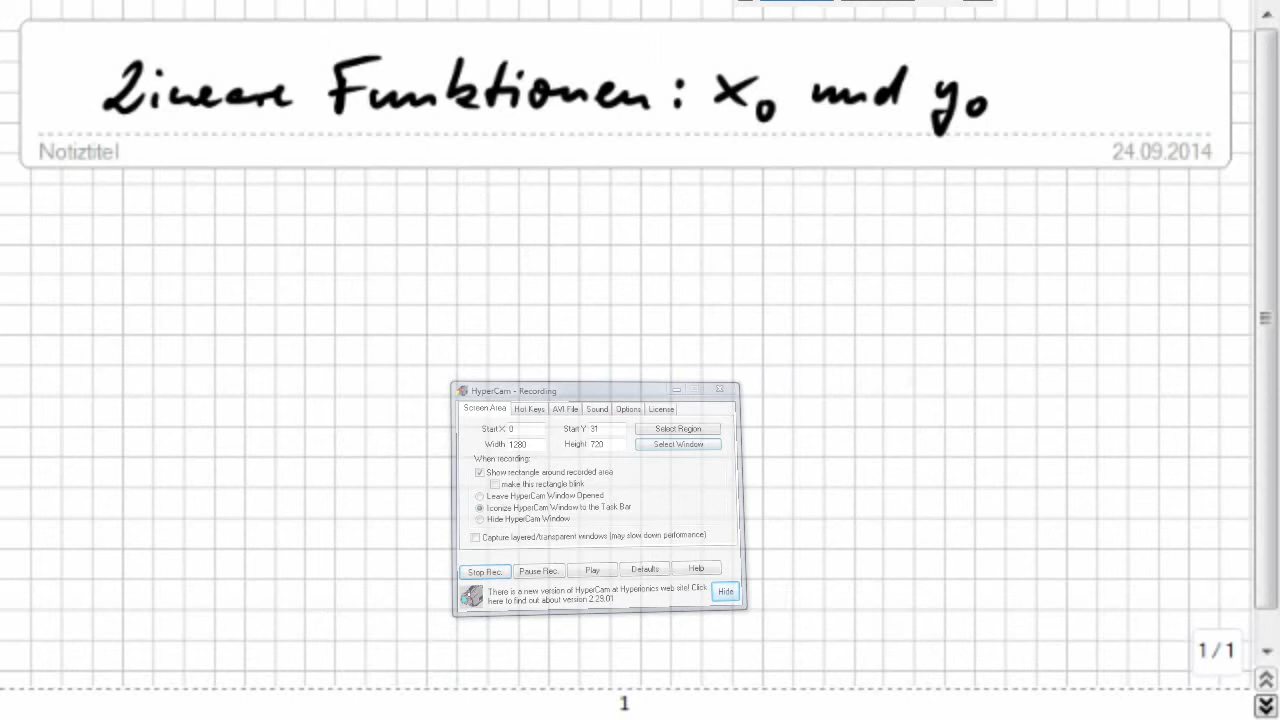 Lineare Funktionen: x₀ und y₀
Notiztitel
24.09.2014
HyperCam - Recording
Screen Area Hot Keys AVI File Sound Options License
Start X 0 Start Y 31 Select Region
Width 1280 Height 720 Select Window
When recording:
Show rectangle around recorded area
make this rectangle blink
Leave HyperCam Window Opened
Iconize HyperCam Window to the Task Bar
Hide HyperCam Window
Capture layered/transparent windows (may slow down performance)
Stop Rec. Pause Rec. Play Defaults Help
There is a new version of HyperCam at Hyperionics web site! Click
here to find out about version 2.29.01
Hide
1 / 1
1